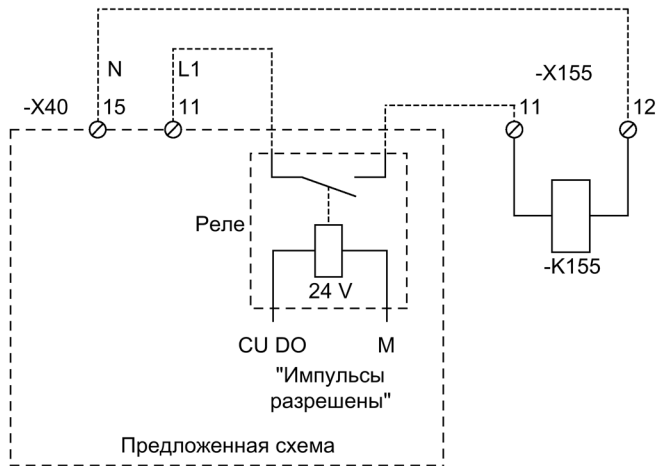 N
L1
-X155
-X40
15
11
11
12
Реле
-K155
24 V
CU DO
M
"Импульсы
разрешены"
Предложенная схема